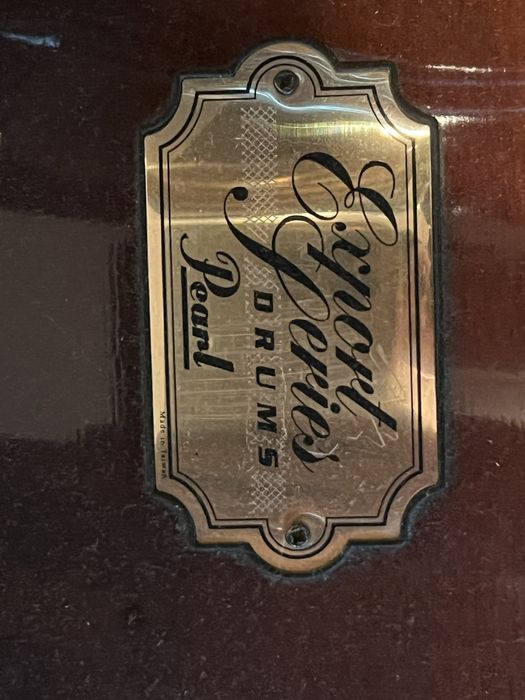 Export
Series
DRUMS
Pearl
Made in Taiwan